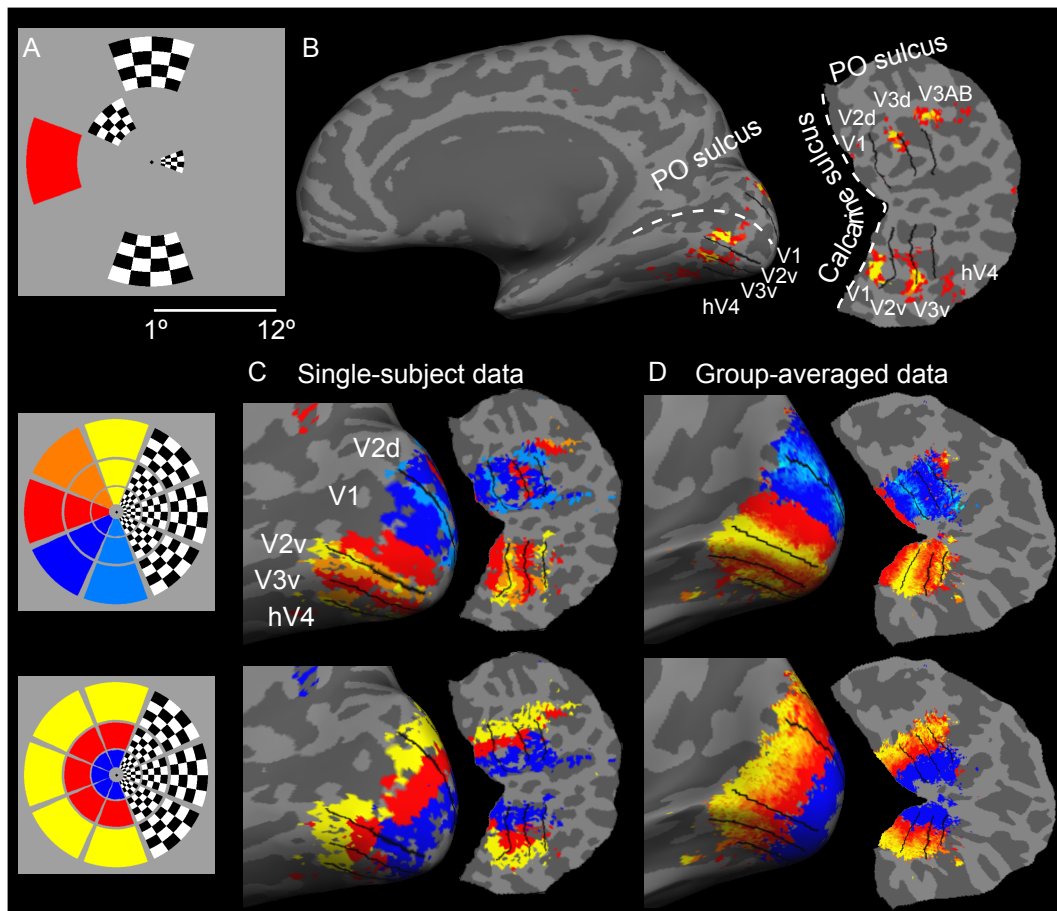 A
B
1º
12º
PO sulcus
V1
V2v
V3v
hV4
PO sulcus
Calcarine sulcus
V3AB
V3d
V2d
V1
hV4
V1
V2v
V3v
C Single-subject data
V2d
V1
V2v
V3v
hV4
D Group-averaged data